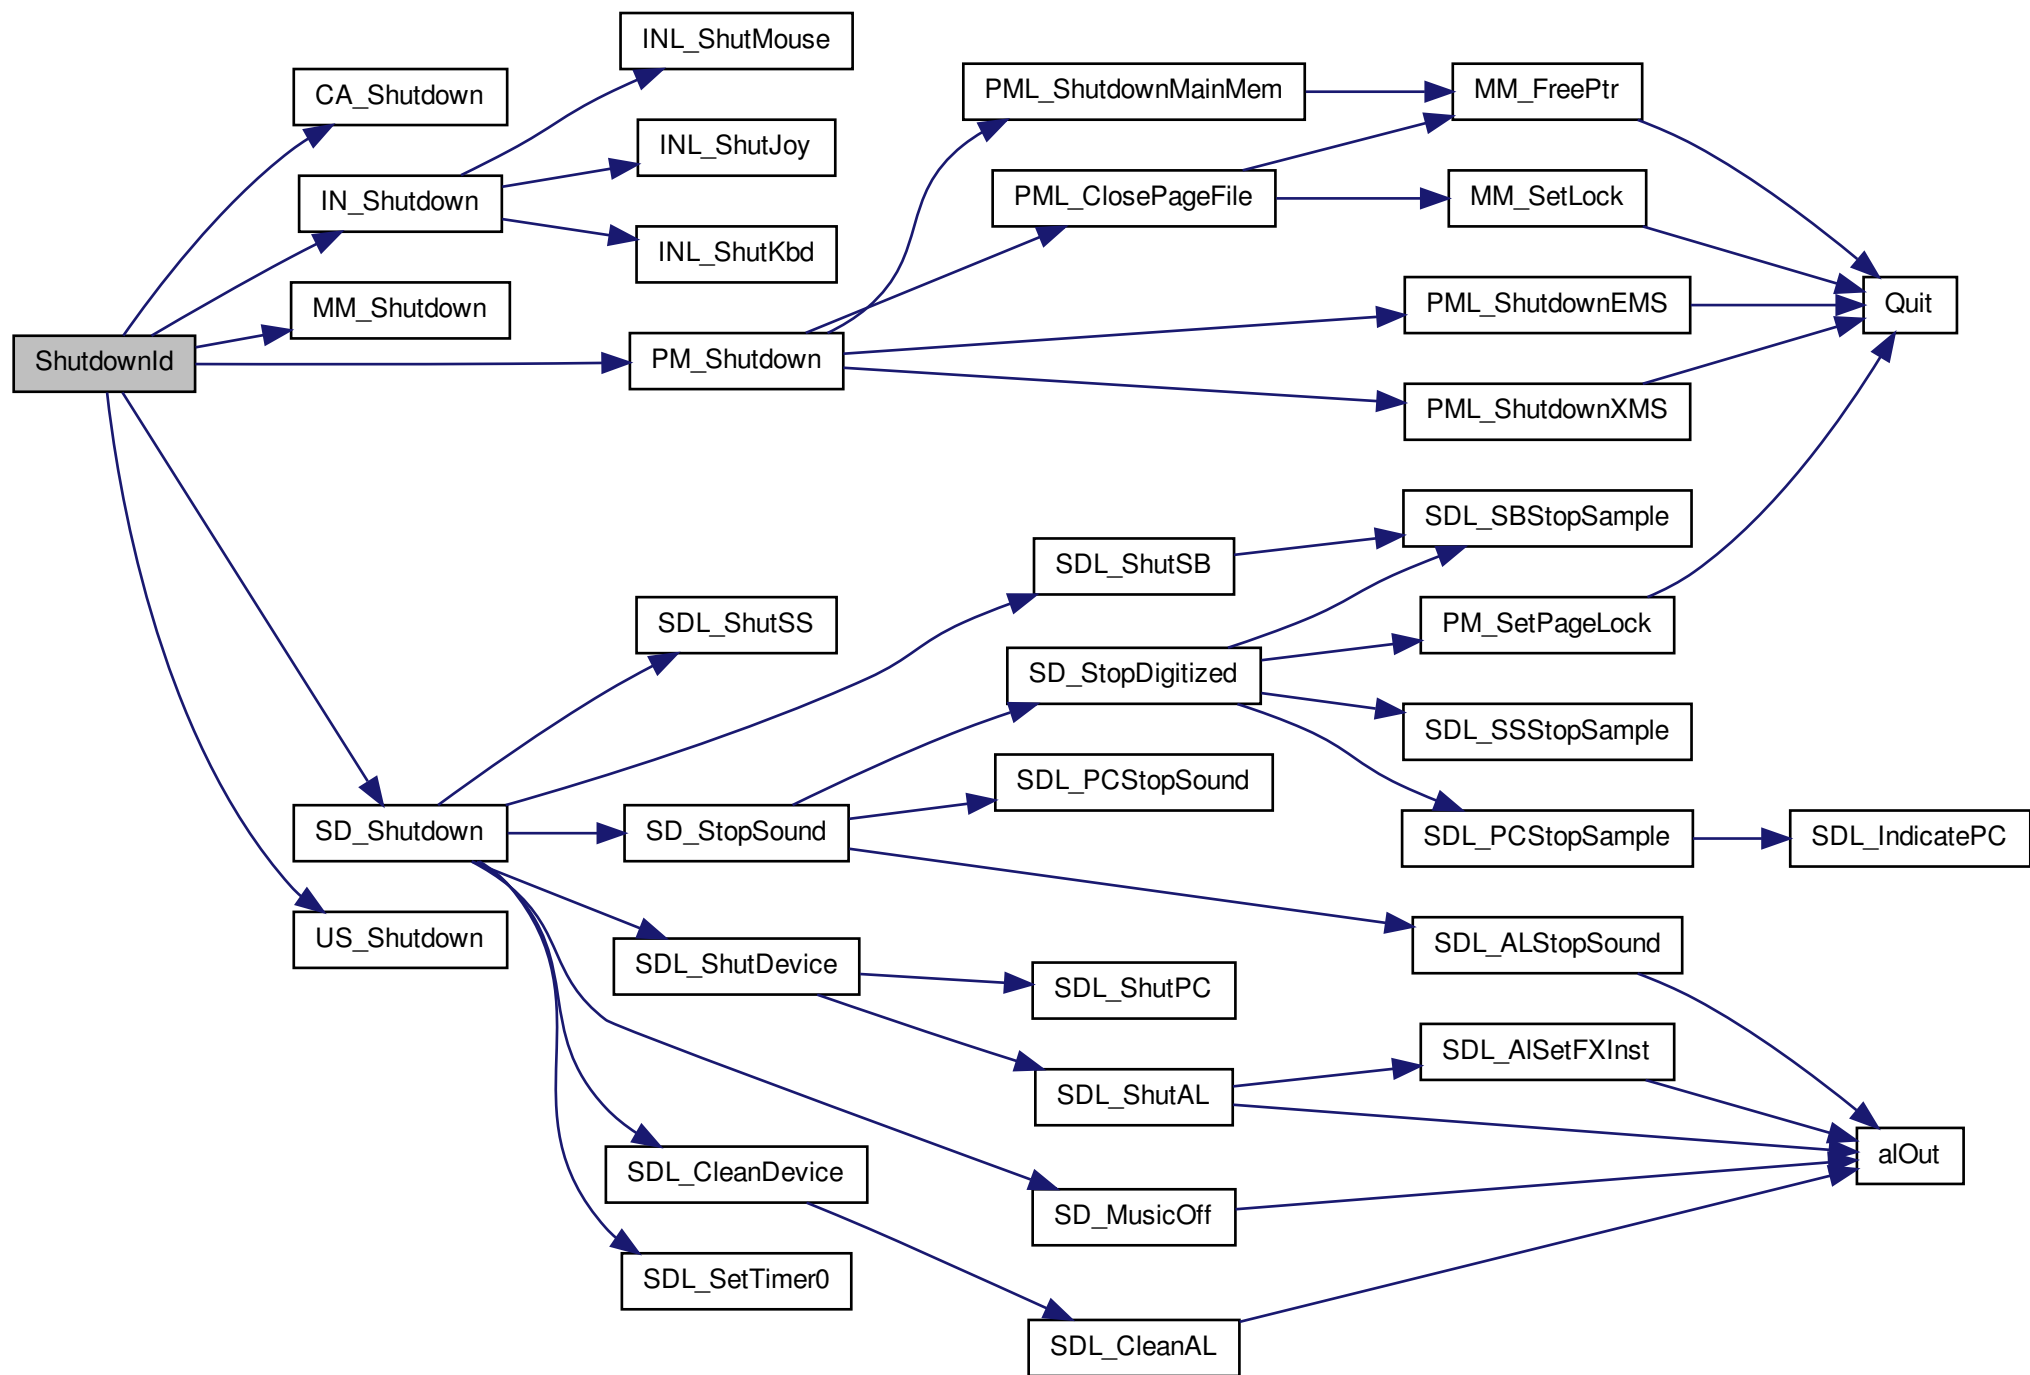 ShutdownId
CA_Shutdown
IN_Shutdown
MM_Shutdown
SD_Shutdown
US_Shutdown
INL_ShutMouse
INL_ShutJoy
INL_ShutKbd
PM_Shutdown
SDL_ShutSS
SD_StopSound
SDL_ShutDevice
SDL_CleanDevice
SDL_SetTimer0
PML_ShutdownMainMem
PML_ClosePageFile
SDL_ShutSB
SD_StopDigitized
SDL_PCStopSound
SDL_ShutPC
SDL_ShutAL
SD_MusicOff
SDL_CleanAL
MM_FreePtr
MM_SetLock
PML_ShutdownEMS
PML_ShutdownXMS
SDL_SBStopSample
PM_SetPageLock
SDL_SSStopSample
SDL_PCStopSample
SDL_ALStopSound
SDL_AlSetFXInst
Quit
SDL_IndicatePC
alOut